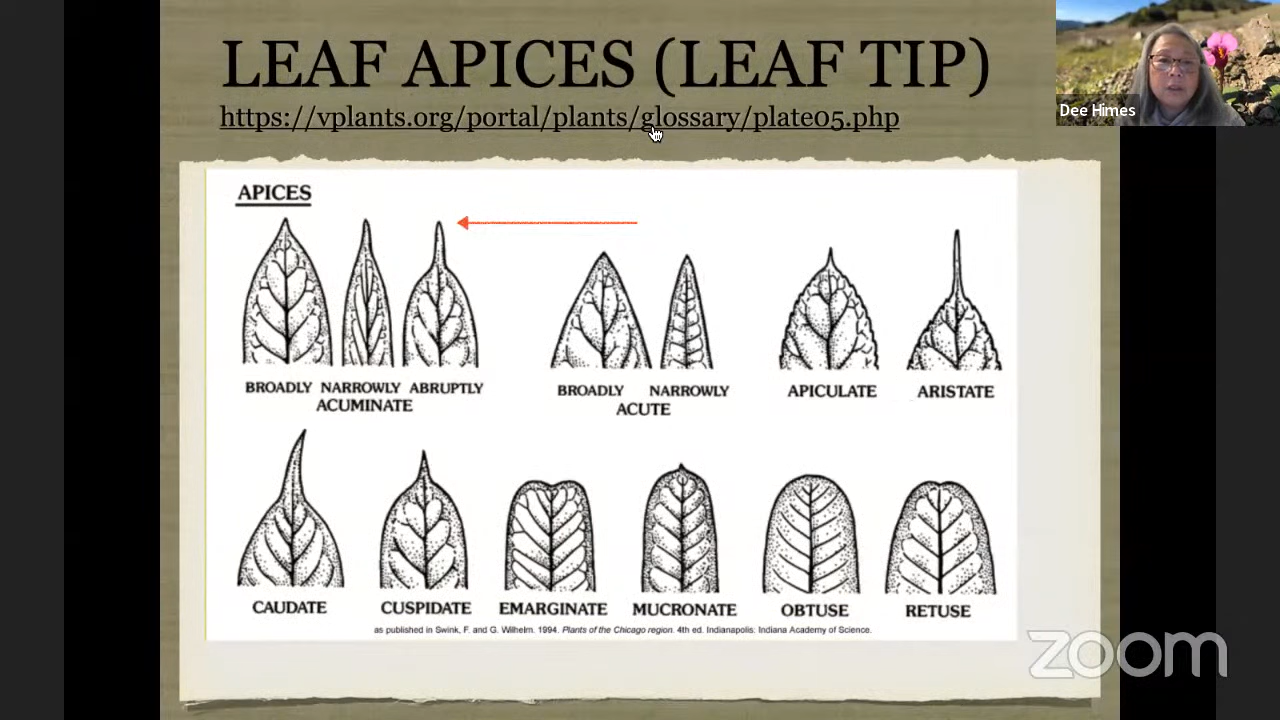 LEAF APICES (LEAF TIP)
https://vplants.org/portal/plants/glossary/plate05.php
Dee Himes
APICES
BROADLY NARROWLY ABRUPTLY
ACUMINATE
BROADLY NARROWLY
ACUTE
APICULATE
ARISTATE
CAUDATE
CUSPIDATE
EMARGINATE
MUCRONATE
OBTUSE
RETUSE
as published in Swink, F. and G. Wilhelm. 1994. Plants of the Chicago region. 4th ed. Indianapolis: Indiana Academy of Science.
zoom